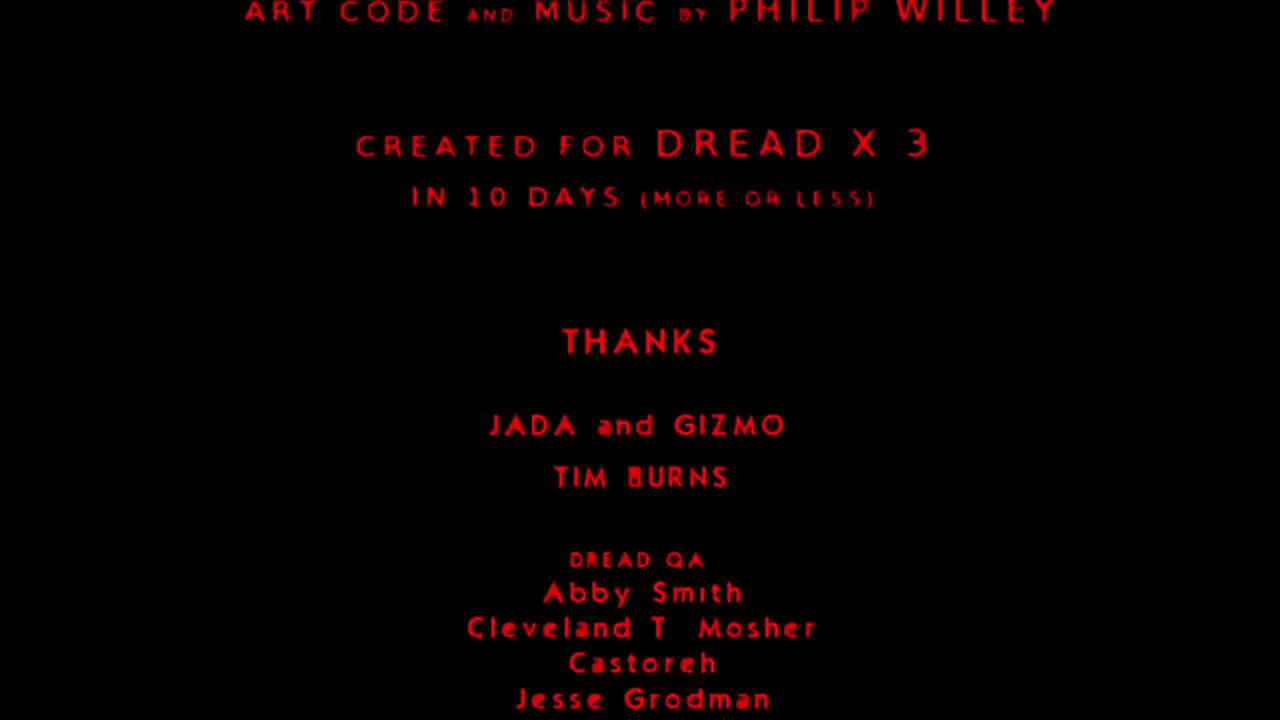 ART CODE AND MUSIC BY PHILIP WILLEY
CREATED FOR DREAD X 3
IN 10 DAYS (MORE OR LESS)
THANKS
JADA and GIZMO
TIM BURNS
DREAD QA
Abby Smith
Cleveland T Mosher
Castoreh
Jesse Grodman